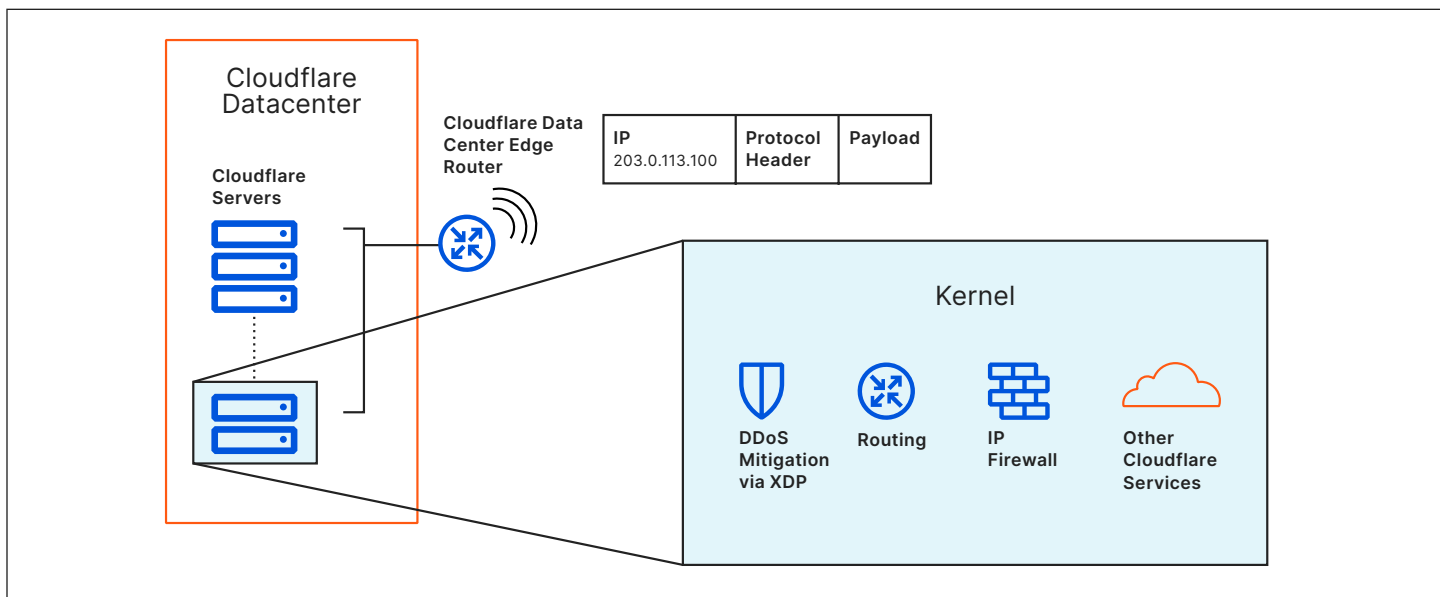 Cloudflare
Datacenter
Cloudflare
Servers
Cloudflare Data
Center Edge
Router
IP
203.0.113.100
Protocol
Header
Payload
Kernel
DDoS
Mitigation
via XDP
Routing
IP
Firewall
Other
Cloudflare
Services